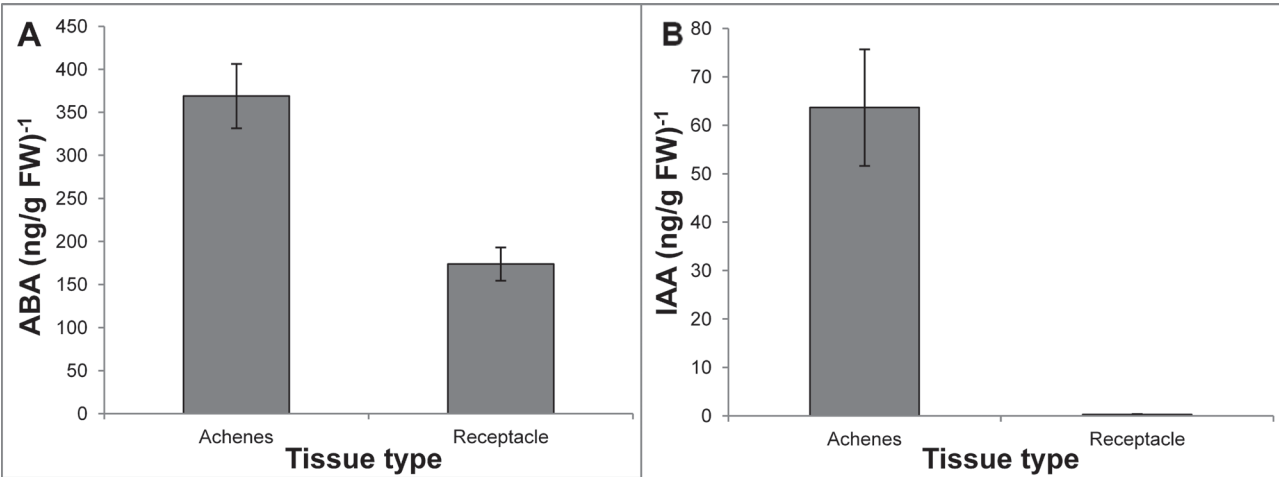 A
ABA (ng/g FW)-1
450
400
350
300
250
200
150
100
50
0
Achenes
Receptacle
Tissue type
B
IAA (ng/g FW)-1
80
70
60
50
40
30
20
10
0
Achenes
Receptacle
Tissue type